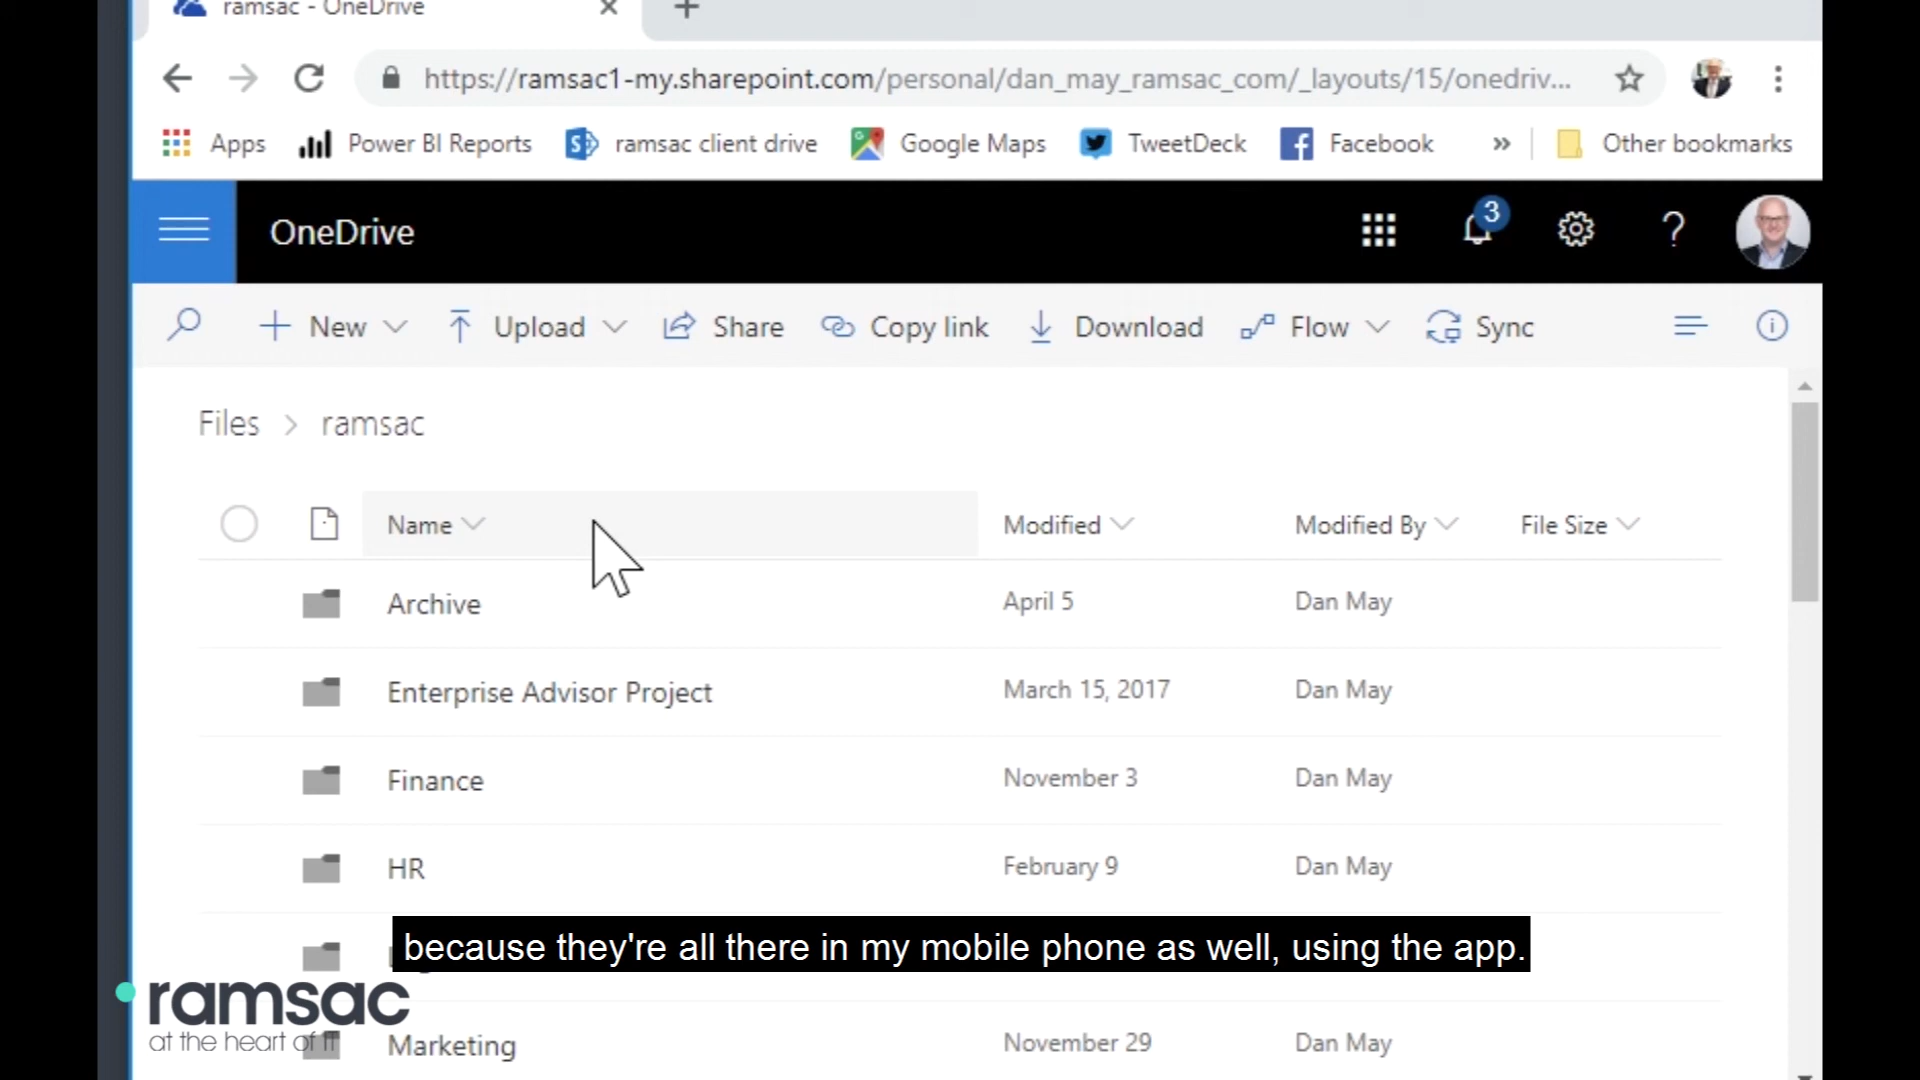 ramsac - OneDrive
https://ramsac1-my.sharepoint.com/personal/dan_may_ramsac_com/_layouts/15/onedriv...
Apps Power BI Reports ramsac client drive Google Maps TweetDeck Facebook » Other bookmarks
OneDrive 3 ?
New Upload Share Copy link Download Flow Sync
Files > ramsac
Name Modified Modified By File Size
Archive April 5 Dan May
Enterprise Advisor Project March 15, 2017 Dan May
Finance November 3 Dan May
HR February 9 Dan May
because they're all there in my mobile phone as well, using the app.
ramsac
at the heart of IT
Marketing November 29 Dan May